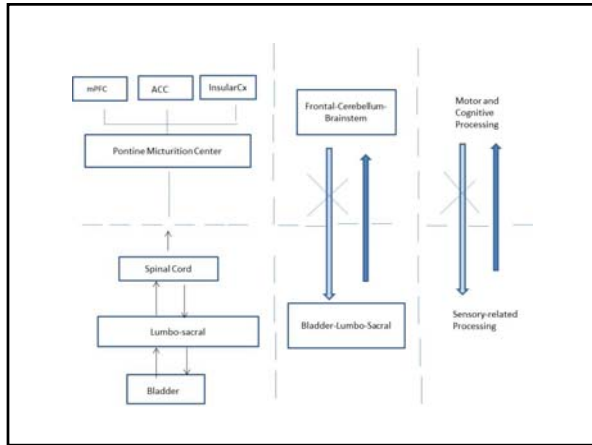 mPFC
ACC
InsularCx
Pontine Micturition Center
Spinal Cord
Lumbo-sacral
Bladder
Frontal-Cerebellum-
Brainstem
Bladder-Lumbo-Sacral
Motor and
Cognitive
Processing
Sensory-related
Processing